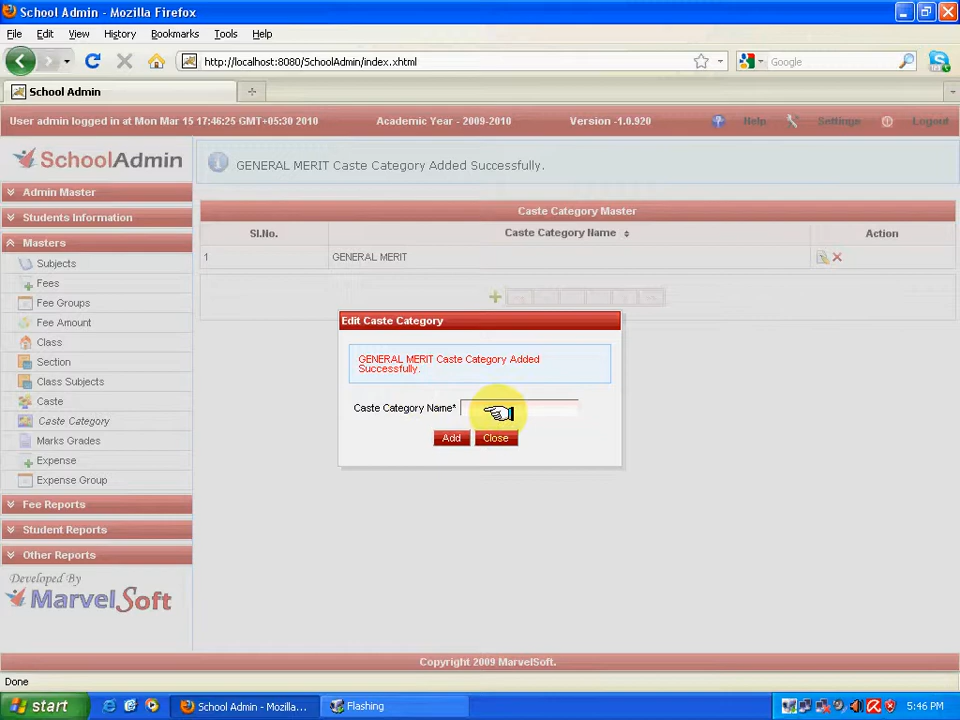 School Admin - Mozilla Firefox
File Edit View History Bookmarks Tools Help
http://localhost:8080/SchoolAdmin/index.xhtml
Google
School Admin
User admin logged in at Mon Mar 15 17:46:25 GMT+05:30 2010 Academic Year - 2009-2010 Version -1.0.920 Help Settings Logout
SchoolAdmin
GENERAL MERIT Caste Category Added Successfully.
Admin Master
Students Information
Masters
Subjects
Fees
Fee Groups
Fee Amount
Class
Section
Class Subjects
Caste
Caste Category
Marks Grades
Expense
Expense Group
Fee Reports
Student Reports
Other Reports
Developed By
MarvelSoft
Caste Category Master
Sl.No. Caste Category Name Action
1 GENERAL MERIT
Edit Caste Category
GENERAL MERIT Caste Category Added
Successfully.
Caste Category Name*
Add Close
Copyright 2009 MarvelSoft.
Done
start School Admin - Mozilla... Flashing 5:46 PM